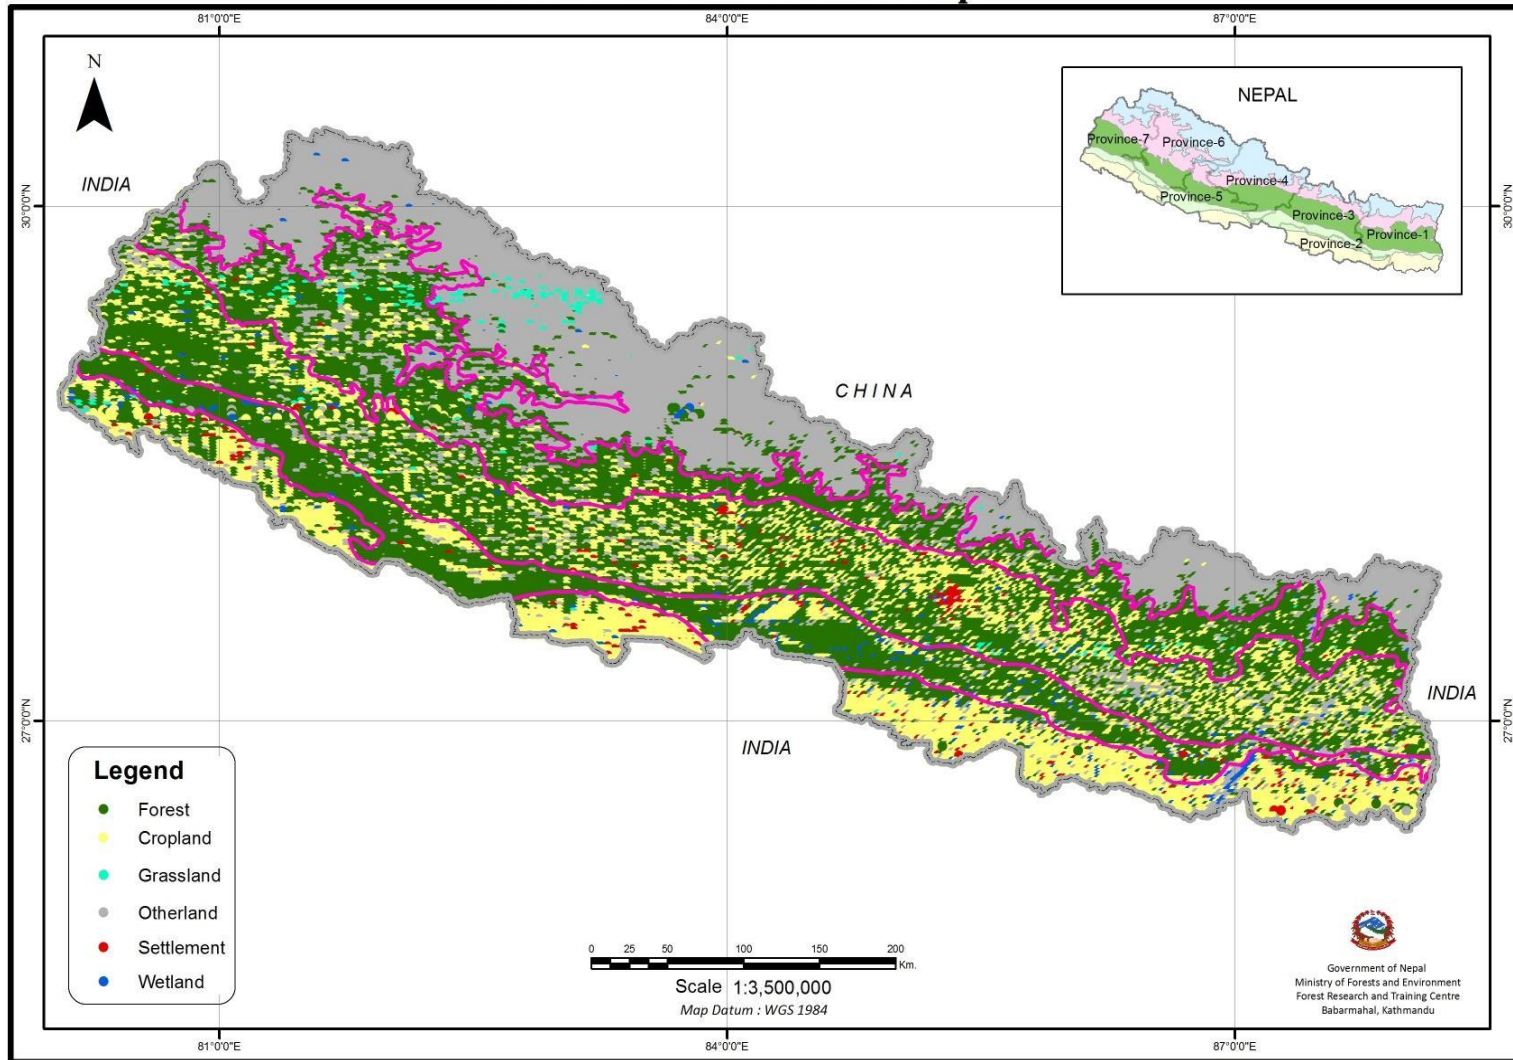 81°0'0"E
84°0'0"E
87°0'0"E
N
NEPAL
Province-7
Province-6
Province-4
Province-5
Province-3
Province-1
Province-2
INDIA
30°0'0"N
30°0'0"N
CHINA
INDIA
27°0'0"N
27°0'0"N
INDIA
Legend
Forest
Cropland
Grassland
Otherland
Settlement
Wetland
0 25 50 100 150 200
Km.
Scale 1:3,500,000
Map Datum : WGS 1984
Government of Nepal
Ministry of Forests and Environment
Forest Research and Training Centre
Babarmahal, Kathmandu
81°0'0"E
84°0'0"E
87°0'0"E